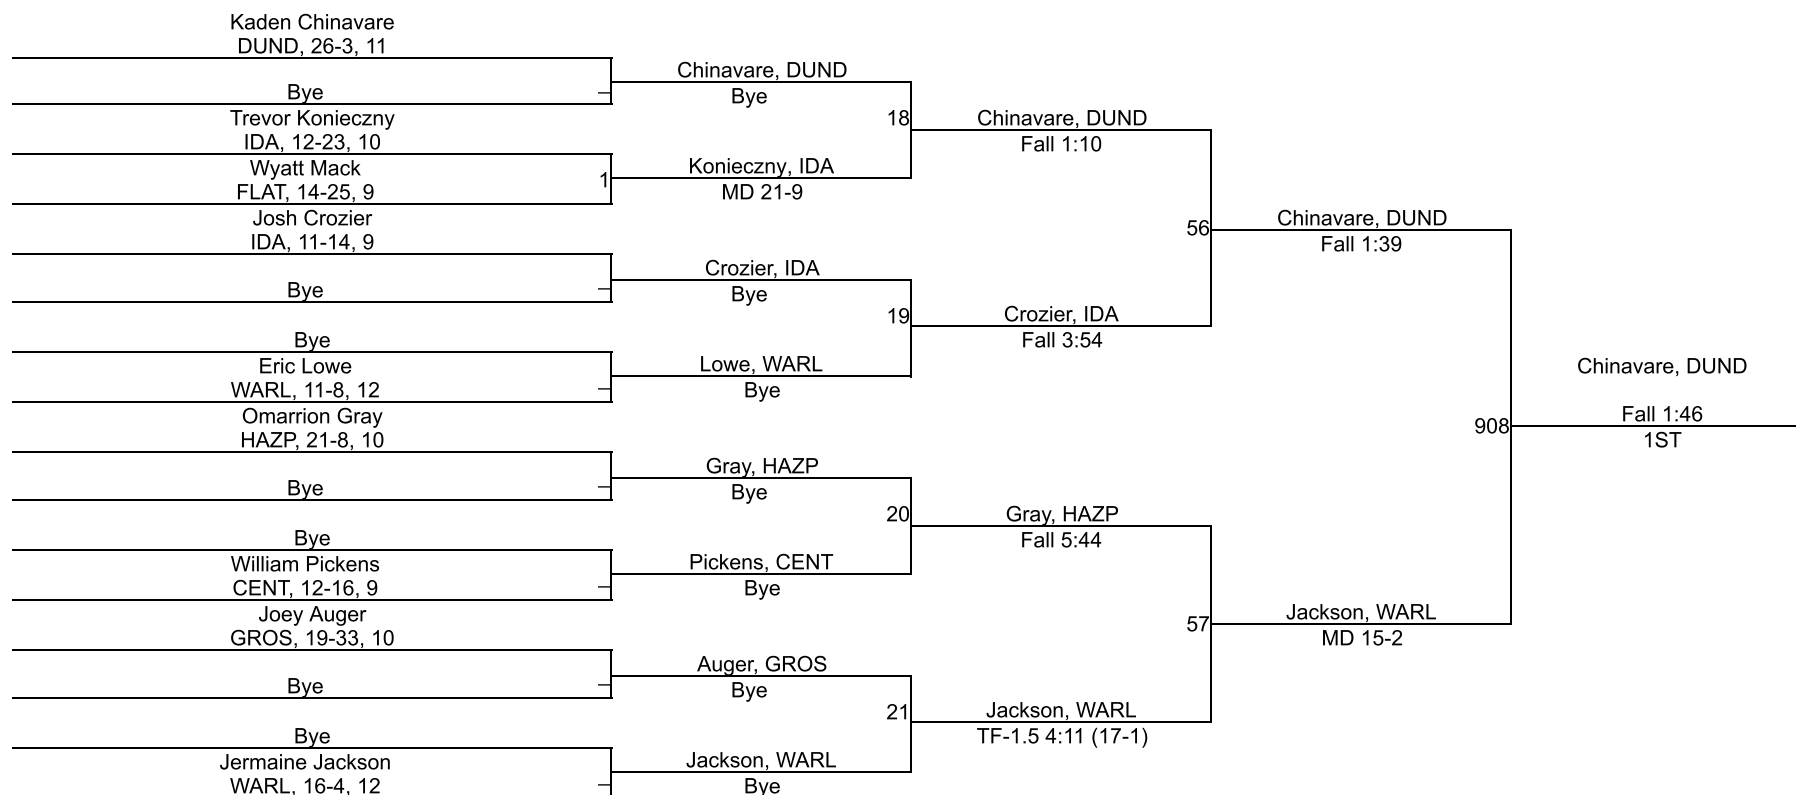 Kaden Chinavare
DUND, 26-3, 11
Bye
Trevor Konieczny
IDA, 12-23, 10
Wyatt Mack
FLAT, 14-25, 9
1
Josh Crozier
IDA, 11-14, 9
Bye
Bye
Eric Lowe
WARL, 11-8, 12
Omarrion Gray
HAZP, 21-8, 10
Bye
Bye
William Pickens
CENT, 12-16, 9
Joey Auger
GROS, 19-33, 10
Bye
Bye
Jermaine Jackson
WARL, 16-4, 12
Chinavare, DUND
Bye
18
Konieczny, IDA
MD 21-9
Crozier, IDA
Bye
19
Lowe, WARL
Bye
Gray, HAZP
Bye
20
Pickens, CENT
Bye
Auger, GROS
Bye
21
Jackson, WARL
Bye
Chinavare, DUND
Fall 1:10
56
Crozier, IDA
Fall 3:54
Gray, HAZP
Fall 5:44
57
Jackson, WARL
TF-1.5 4:11 (17-1)
Chinavare, DUND
Fall 1:39
908
Jackson, WARL
MD 15-2
Chinavare, DUND
Fall 1:46
1ST